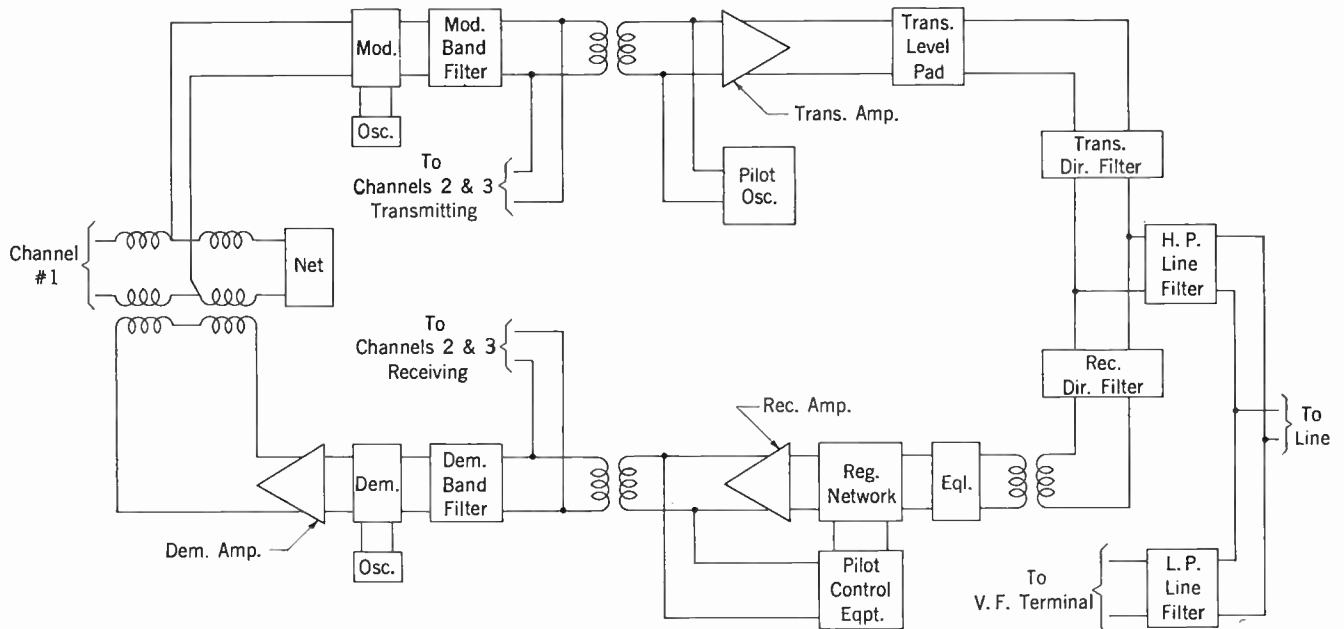 Mod.
Mod.
Band
Filter
Trans.
Level
Pad
Trans. Amp.
Osc.
To
Channels 2 & 3
Transmitting
Pilot
Osc.
Trans.
Dir. Filter
Channel
#1
Net
H. P.
Line
Filter
To
Channels 2 & 3
Receiving
Rec.
Dir. Filter
Rec. Amp.
To
Line
Dem.
Dem.
Band
Filter
Reg.
Network
Eql.
Dem. Amp.
Osc.
Pilot
Control
Eqpt.
To
V. F. Terminal
L. P.
Line
Filter